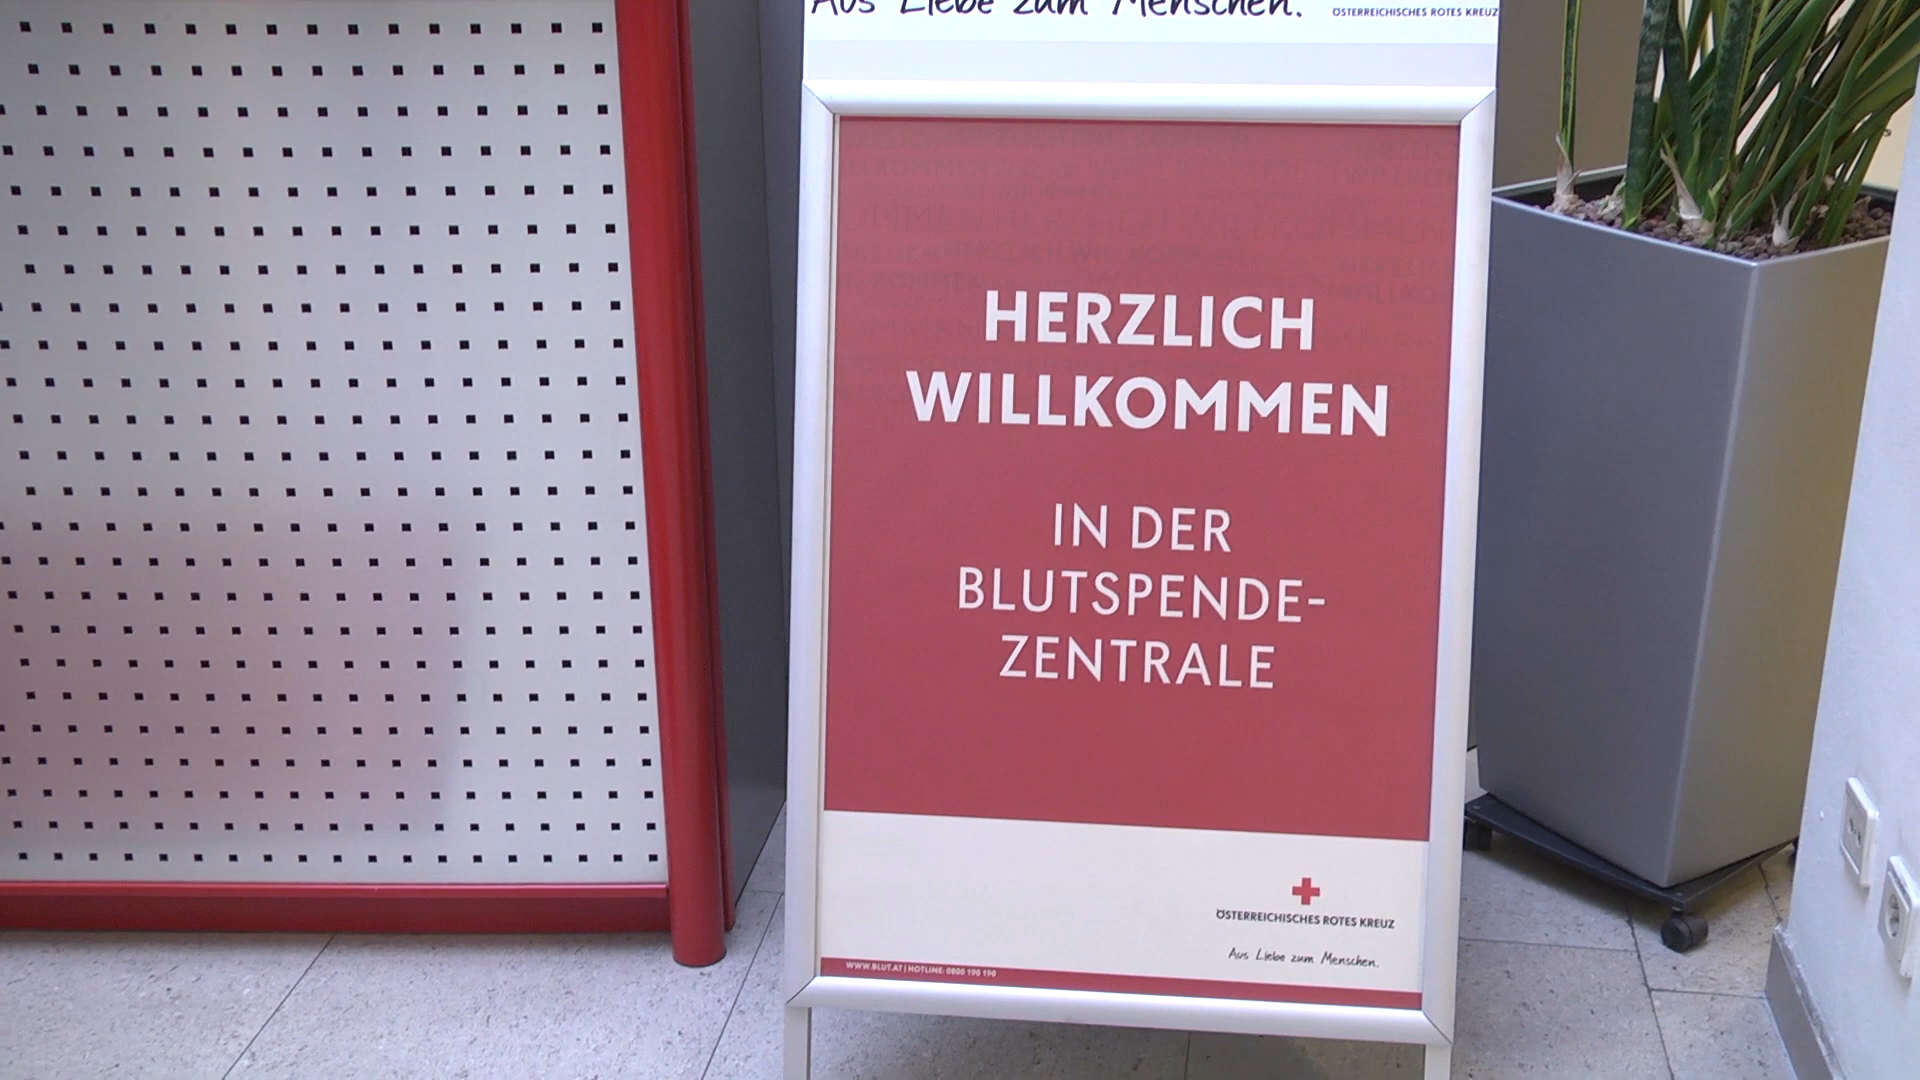 Aus Liebe zum Menschen.
ÖSTERREICHISCHES ROTES KREUZ
HERZLICH
WILLKOMMEN
IN DER
BLUTSPENDE-
ZENTRALE
ÖSTERREICHISCHES ROTES KREUZ
Aus Liebe zum Menschen.
WWW.BLUT.AT | HOTLINE: 0800 190 190